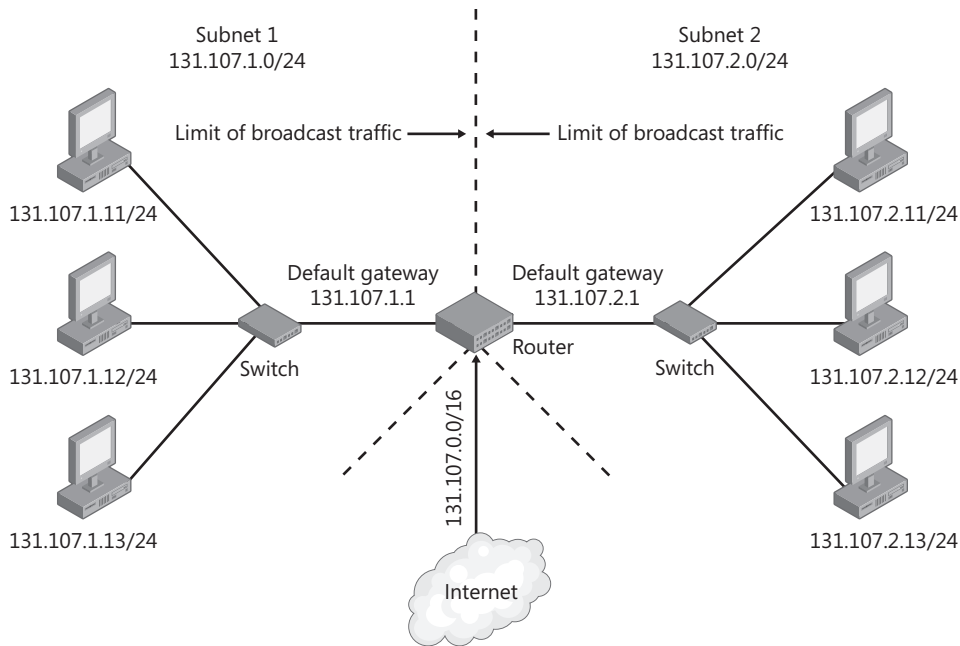 Subnet 1
131.107.1.0/24
Subnet 2
131.107.2.0/24
Limit of broadcast traffic
Limit of broadcast traffic
131.107.1.11/24
131.107.2.11/24
Default gateway
131.107.1.1
Default gateway
131.107.2.1
Switch
Router
Switch
131.107.1.12/24
131.107.2.12/24
131.107.0.0/16
131.107.1.13/24
131.107.2.13/24
Internet